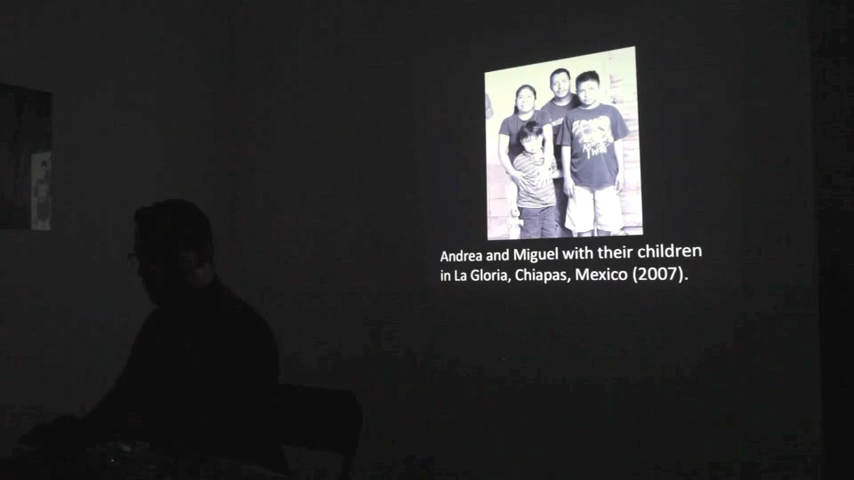 Andrea and Miguel with their children
in La Gloria, Chiapas, Mexico (2007).